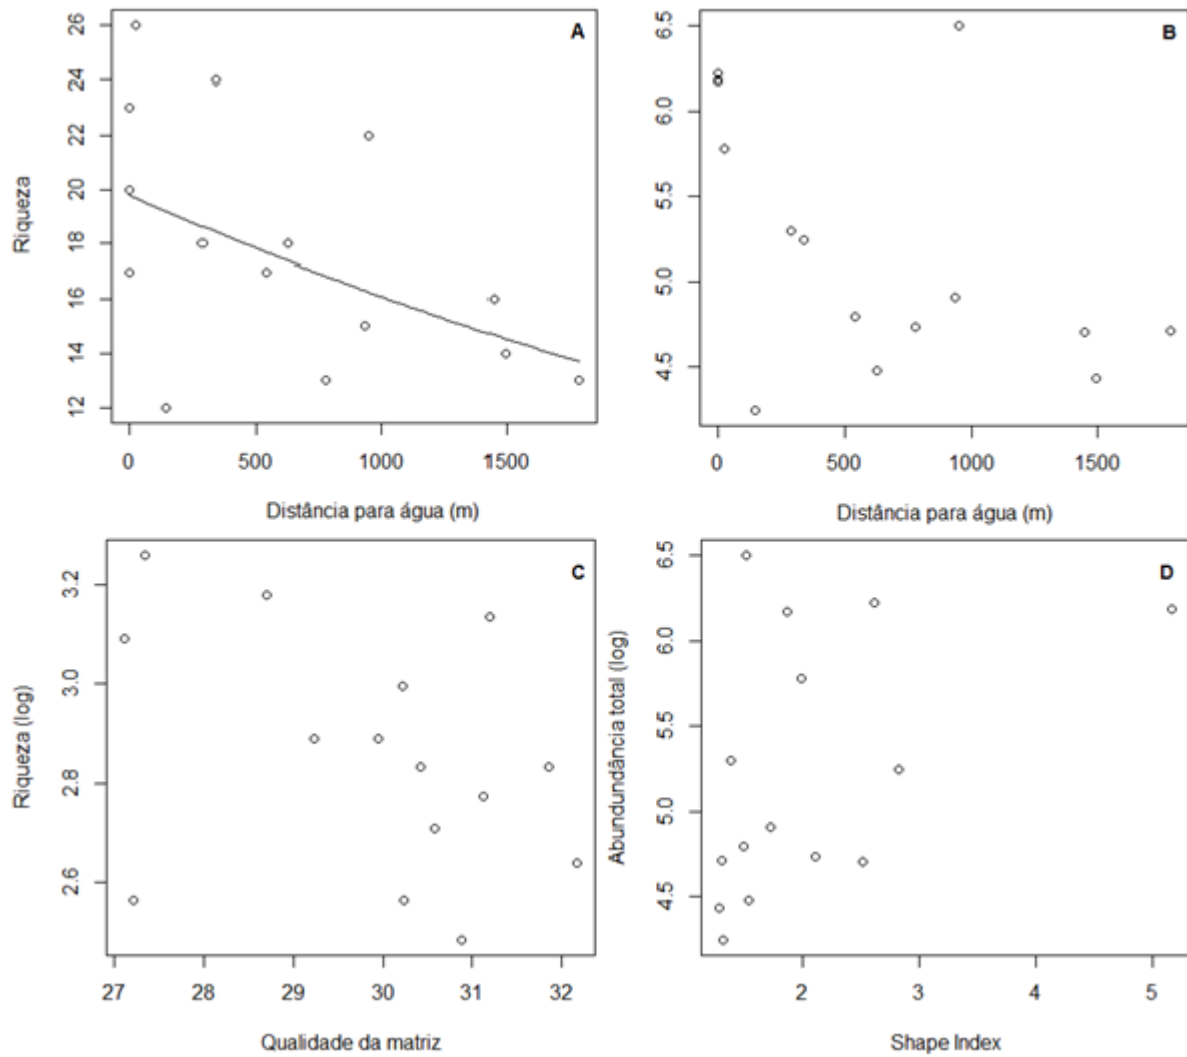 A
Riqueza
26
24
22
20
18
16
14
12
0 500 1000 1500
Distância para água (m)
B
6.5
6.0
5.5
5.0
4.5
0 500 1000 1500
Distância para água (m)
C
Riqueza (log)
3.2
3.0
2.8
2.6
27 28 29 30 31 32
Qualidade da matriz
D
Abundundância total (log)
6.5
6.0
5.5
5.0
4.5
2 3 4 5
Shape Index